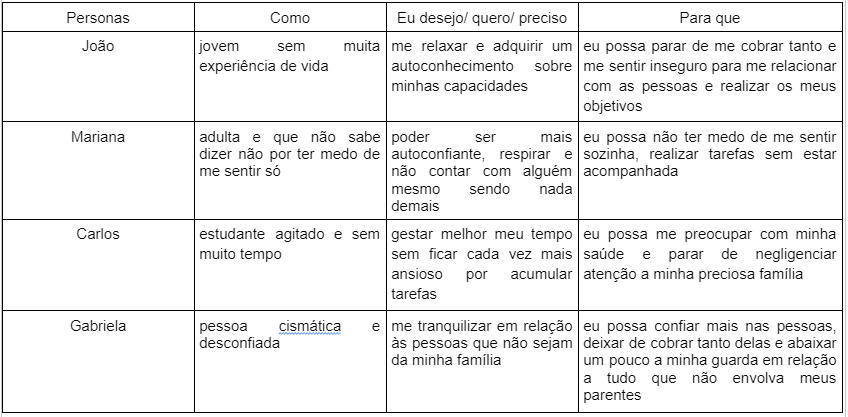 Personas
Como
Eu desejo/ quero/ preciso
Para que
João
jovem sem muita
experiência de vida
me relaxar e adquirir um
autoconhecimento sobre
minhas capacidades
eu possa parar de me cobrar tanto e
me sentir inseguro para me relacionar
com as pessoas e realizar os meus
objetivos
Mariana
adulta e que não sabe
dizer não por ter medo de
me sentir só
poder ser mais
autoconfiante, respirar e
não contar com alguém
mesmo sendo nada
demais
eu possa não ter medo de me sentir
sozinha, realizar tarefas sem estar
acompanhada
Carlos
estudante agitado e sem
muito tempo
gestar melhor meu tempo
sem ficar cada vez mais
ansioso por acumular
tarefas
eu possa me preocupar com minha
saúde e parar de negligenciar
atenção a minha preciosa família
Gabriela
pessoa cismática e
desconfiada
me tranquilizar em relação
às pessoas que não sejam
da minha família
eu possa confiar mais nas pessoas,
deixar de cobrar tanto delas e abaixar
um pouco a minha guarda em relação
a tudo que não envolva meus
parentes